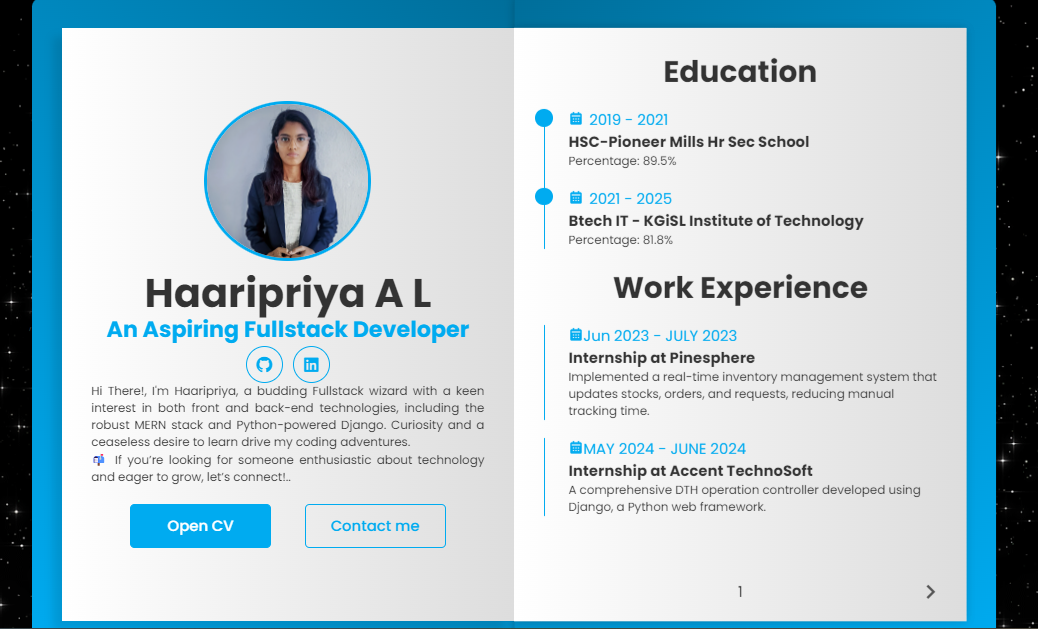 Haaripriya A L
An Aspiring Fullstack Developer
Hi There!, I'm Haaripriya, a budding Fullstack wizard with a keen
interest in both front and back-end technologies, including the
robust MERN stack and Python-powered Django. Curiosity and a
ceaseless desire to learn drive my coding adventures.
📬 If you're looking for someone enthusiastic about technology
and eager to grow, let's connect!..
Open CV
Contact me
Education
2019 - 2021
HSC-Pioneer Mills Hr Sec School
Percentage: 89.5%
2021 - 2025
Btech IT - KGiSL Institute of Technology
Percentage: 81.8%
Work Experience
Jun 2023 - JULY 2023
Internship at Pinesphere
Implemented a real-time inventory management system that
updates stocks, orders, and requests, reducing manual
tracking time.
MAY 2024 - JUNE 2024
Internship at Accent TechnoSoft
A comprehensive DTH operation controller developed using
Django, a Python web framework.
1